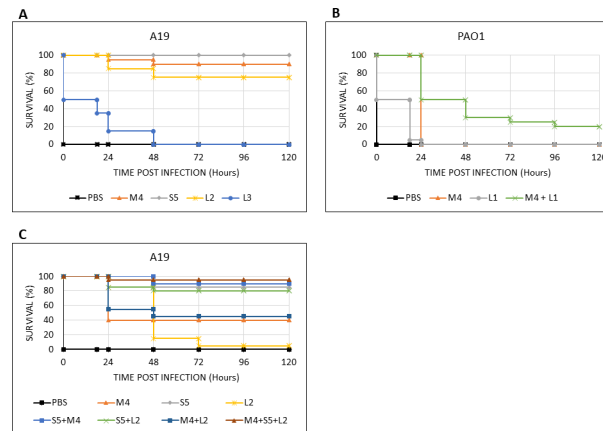 A
A19
SURVIVAL (%)
100
80
60
40
20
0
0 24 48 72 96 120
TIME POST INFECTION (Hours)
PBS M4 S5 L2 L3
B
PAO1
SURVIVAL (%)
100
80
60
40
20
0
0 24 48 72 96 120
TIME POST INFECTION (Hours)
PBS M4 L1 M4 + L1
C
A19
SURVIVAL (%)
100
80
60
40
20
0
0 24 48 72 96 120
TIME POST INFECTION (Hours)
PBS M4 S5 L2
S5+M4 S5+L2 M4+L2 M4+S5+L2